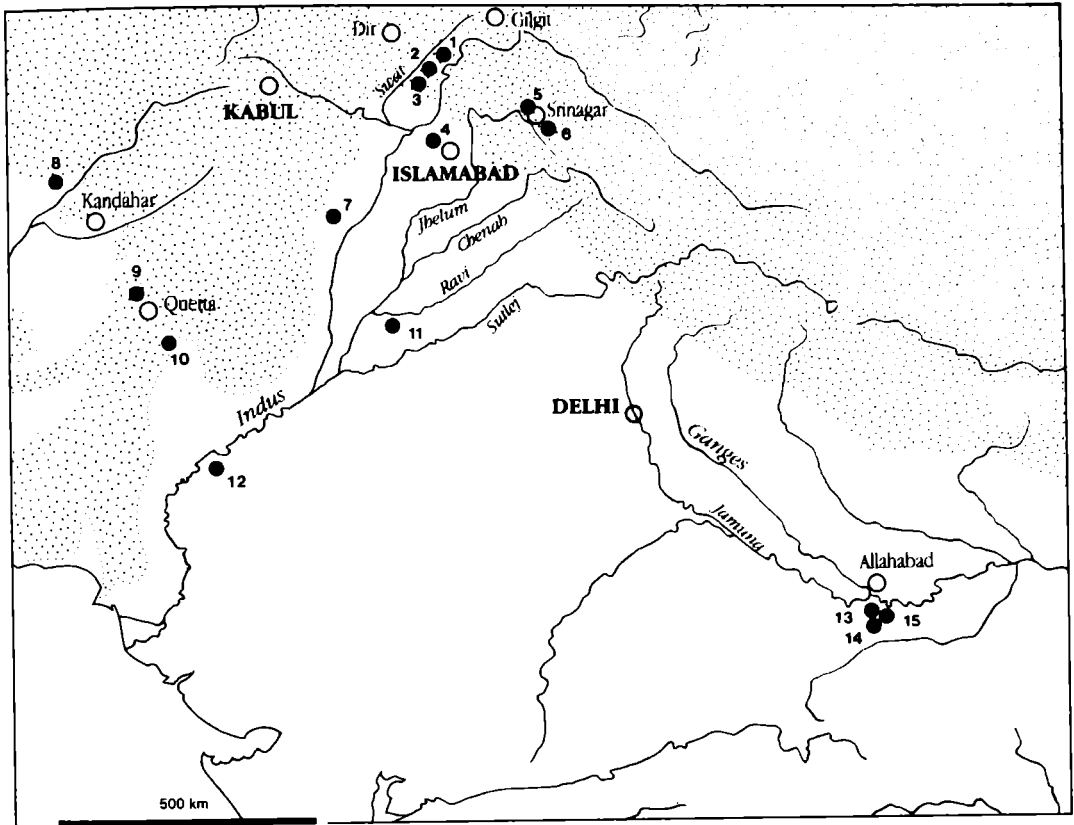 Gilgit
Dir
1
2
Swat
3
KABUL
5
Srinagar
4
6
ISLAMABAD
8
Kandahar
7
Jhelum
Chenab
9
Ravi
Quetta
Sutlej
11
10
Indus
DELHI
Ganges
12
Jamuna
Allahabad
13
15
14
500 km